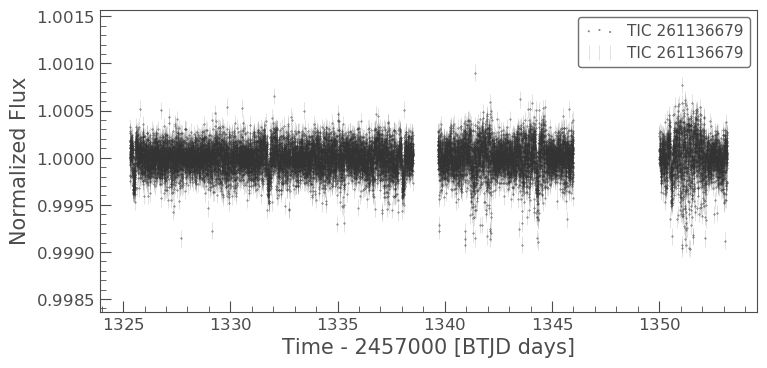 1.0015
1.0010
1.0005
1.0000
0.9995
0.9990
0.9985
Normalized Flux
TIC 261136679
TIC 261136679
1325 1330 1335 1340 1345 1350
Time - 2457000 [BTJD days]